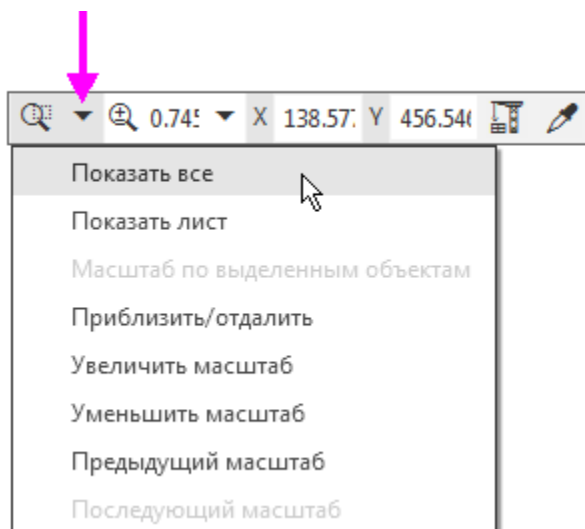 0.745 X 138.57 Y 456.54
Показать все
Показать лист
Масштаб по выделенным объектам
Приблизить/отдалить
Увеличить масштаб
Уменьшить масштаб
Предыдущий масштаб
Последующий масштаб